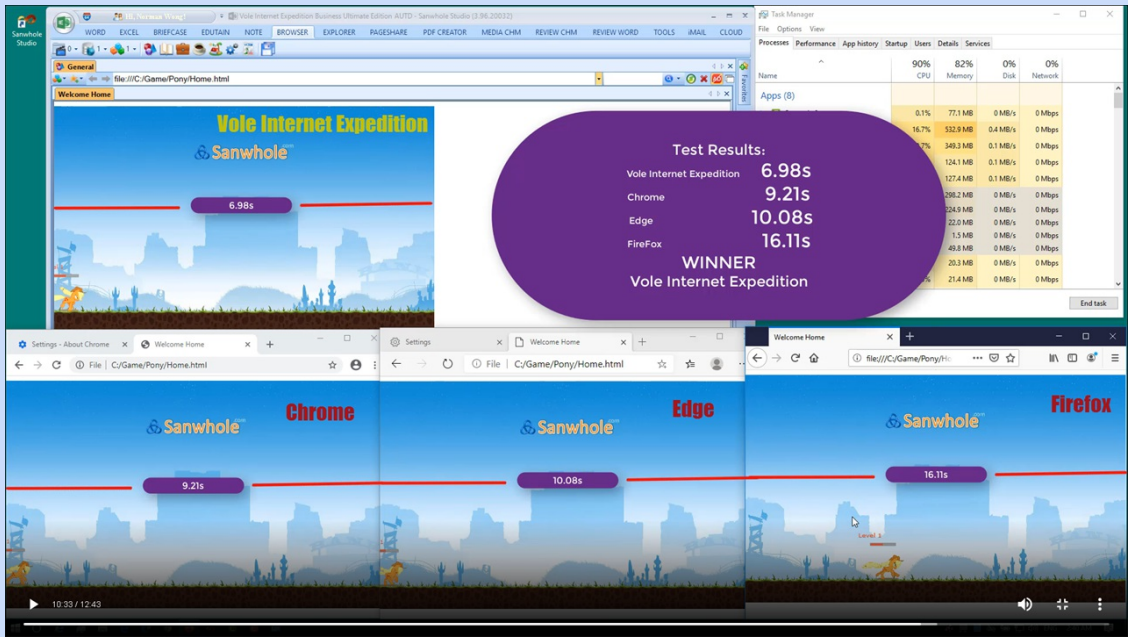 Hi, Norman Wong!
Vole Internet Expedition Business Ultimate Edition AUTO - Sanwhole Studio (3.98.20032)
Sanwhole
Studio
WORD EXCEL BRIEFCASE EDUTAIN NOTE BROWSER EXPLORER PAGESHARE PDF CREATOR MEDIA CHM REVIEW CHM REVIEW WORD TOOLS iMAIL CLOUD
General
file:///C:/Game/Pony/Home.html
Welcome Home
Favorites
Vole Internet Expedition
Sanwhole.com
6.98s
Task Manager
File Options View
Processes Performance App history Startup Users Details Services
90% 82% 0% 0%
Name CPU Memory Disk Network
Apps (8)
0.1% 77.1 MB 0 MB/s 0 Mbps
16.7% 532.9 MB 0.4 MB/s 0 Mbps
349.3 MB 0.1 MB/s 0 Mbps
124.1 MB 0.1 MB/s 0 Mbps
127.4 MB 0.1 MB/s 0 Mbps
298.2 MB 0 MB/s 0 Mbps
224.9 MB 0 MB/s 0 Mbps
22.0 MB 0 MB/s 0 Mbps
1.5 MB 0 MB/s 0 Mbps
49.8 MB 0 MB/s 0 Mbps
20.3 MB 0 MB/s 0 Mbps
21.4 MB 0 MB/s 0 Mbps
End task
Test Results:
Vole Internet Expedition 6.98s
Chrome 9.21s
Edge 10.08s
FireFox 16.11s
WINNER
Vole Internet Expedition
Settings - About Chrome
Welcome Home
File C:/Game/Pony/Home.html
Chrome
Sanwhole.com
9.21s
Settings
Welcome Home
File C:/Game/Pony/Home.html
Edge
Sanwhole.com
10.08s
Welcome Home
file:///C:/Game/Pony/Ho
Firefox
Sanwhole.com
16.11s
Level 1
10:33 / 12:43